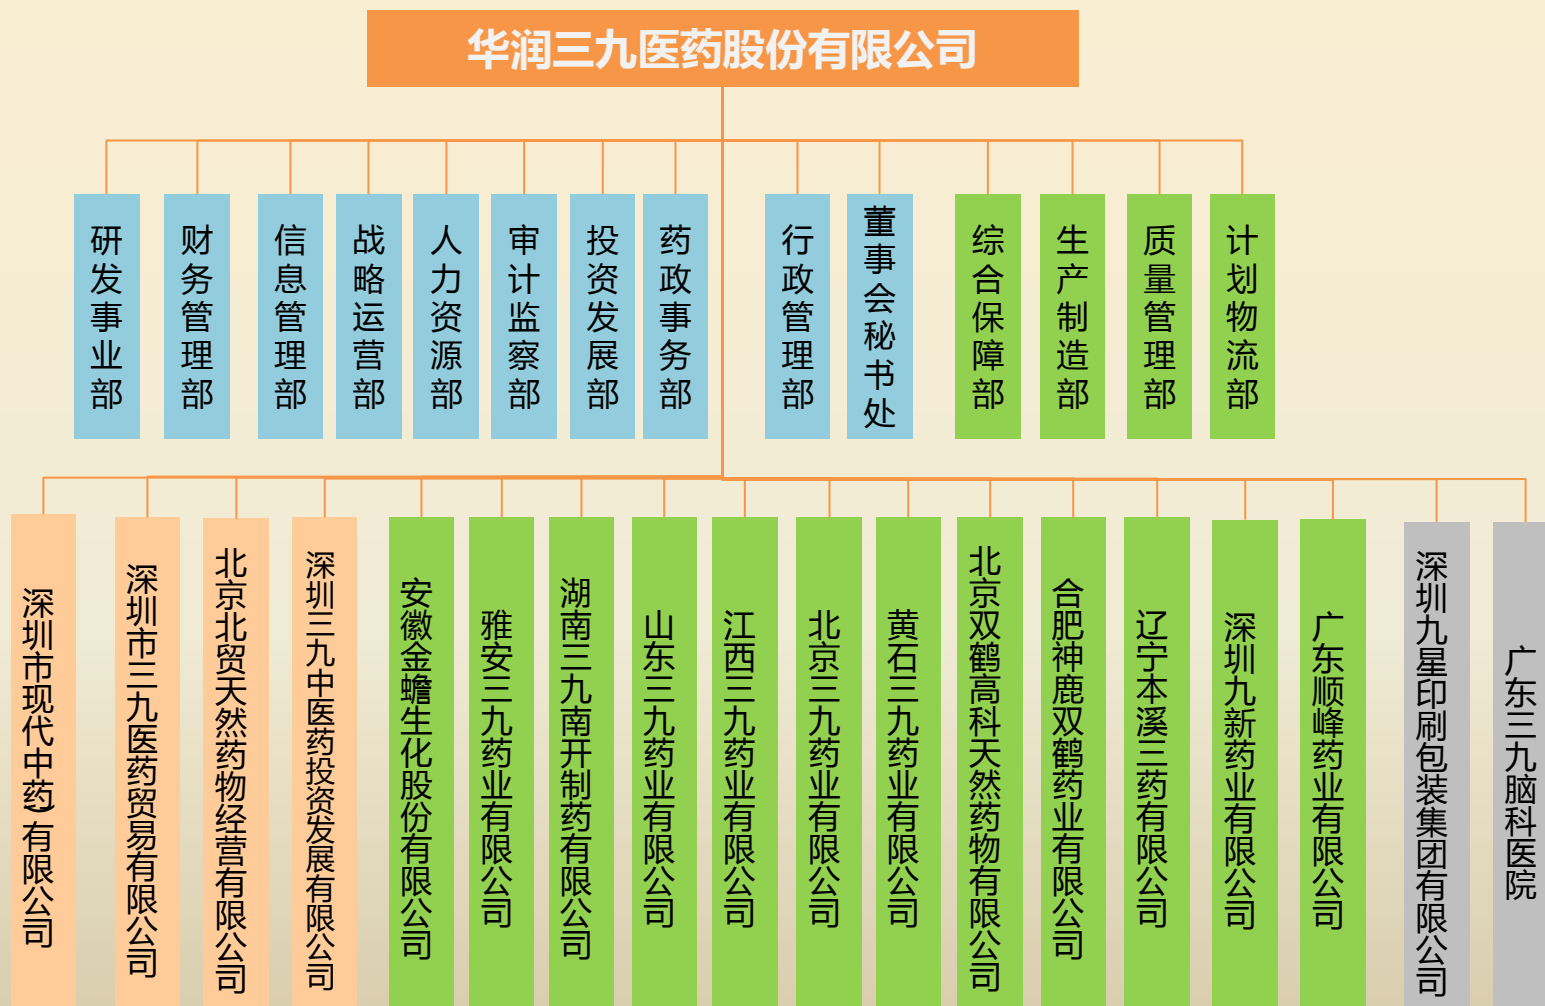 华润三九医药股份有限公司
研发事业部
财务管理部
信息管理部
战略运营部
人力资源部
审计监察部
投资发展部
药政事务部
行政管理部
董事会秘书处
综合保障部
生产制造部
质量管理部
计划物流部
深圳市现代中药）有限公司
深圳市三九医药贸易有限公司
北京北贸天然药物经营有限公司
深圳三九中医药投资发展有限公司
安徽金蟾生化股份有限公司
雅安三九药业有限公司
湖南三九南开制药有限公司
山东三九药业有限公司
江西三九药业有限公司
北京三九药业有限公司
黄石三九药业有限公司
北京双鹤高科天然药物有限公司
合肥神鹿双鹤药业有限公司
辽宁本溪三药有限公司
深圳九新药业有限公司
广东顺峰药业有限公司
深圳九星印刷包装集团有限公司
广东三九脑科医院